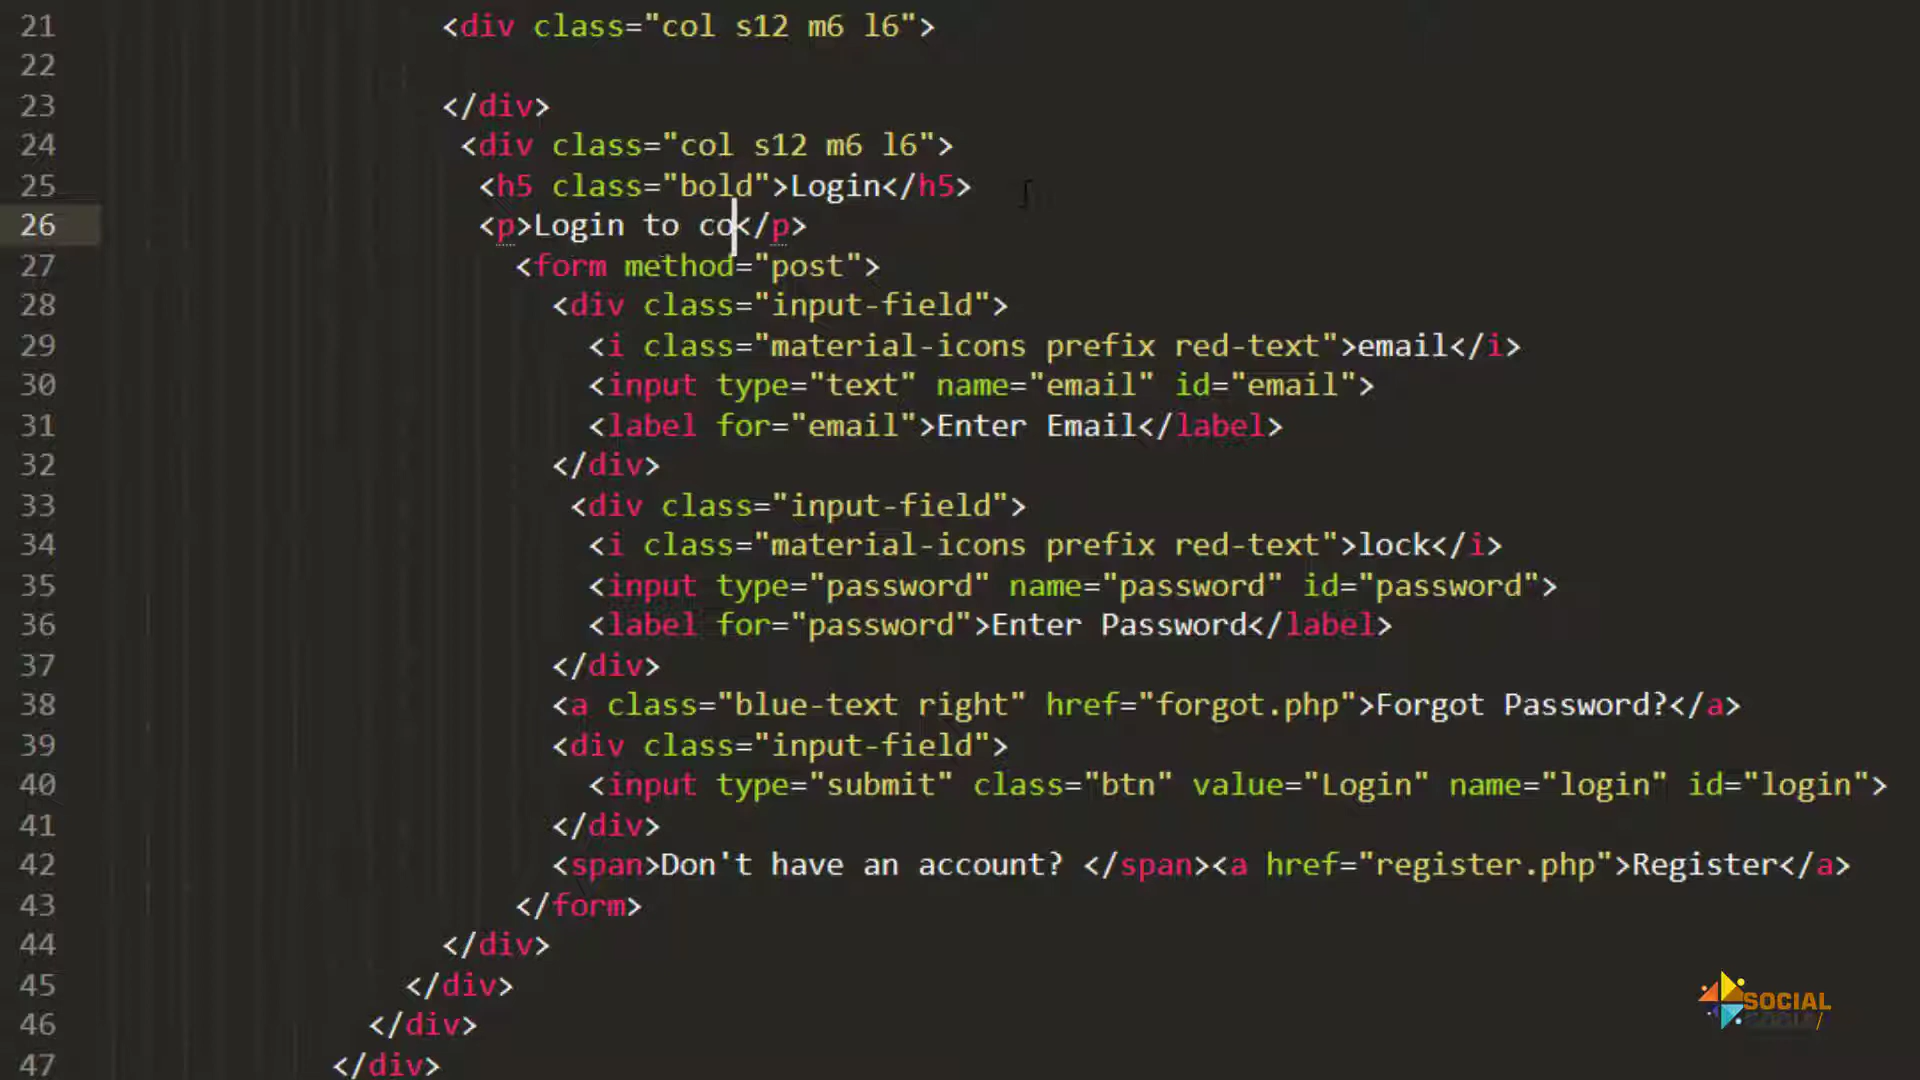 21 <div class="col s12 m6 l6">
22
23 </div>
24 <div class="col s12 m6 l6">
25 <h5 class="bold">Login</h5>
26 <p>Login to co</p>
27 <form method="post">
28 <div class="input-field">
29 <i class="material-icons prefix red-text">email</i>
30 <input type="text" name="email" id="email">
31 <label for="email">Enter Email</label>
32 </div>
33 <div class="input-field">
34 <i class="material-icons prefix red-text">lock</i>
35 <input type="password" name="password" id="password">
36 <label for="password">Enter Password</label>
37 </div>
38 <a class="blue-text right" href="forgot.php">Forgot Password?</a>
39 <div class="input-field">
40 <input type="submit" class="btn" value="Login" name="login" id="login">
41 </div>
42 <span>Don't have an account? </span><a href="register.php">Register</a>
43 </form>
44 </div>
45 </div>
46 </div>
47 </div>
SOCIAL